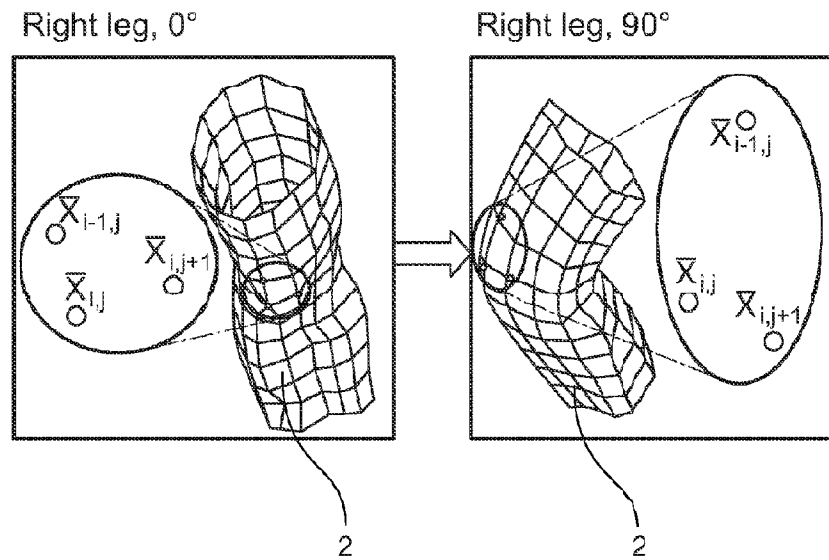 Right leg, 0°
Right leg, 90°
X̄i-1,j
X̄i,j+1
X̄i,j
X̄i-1,j
X̄i,j
X̄i,j+1
2
2